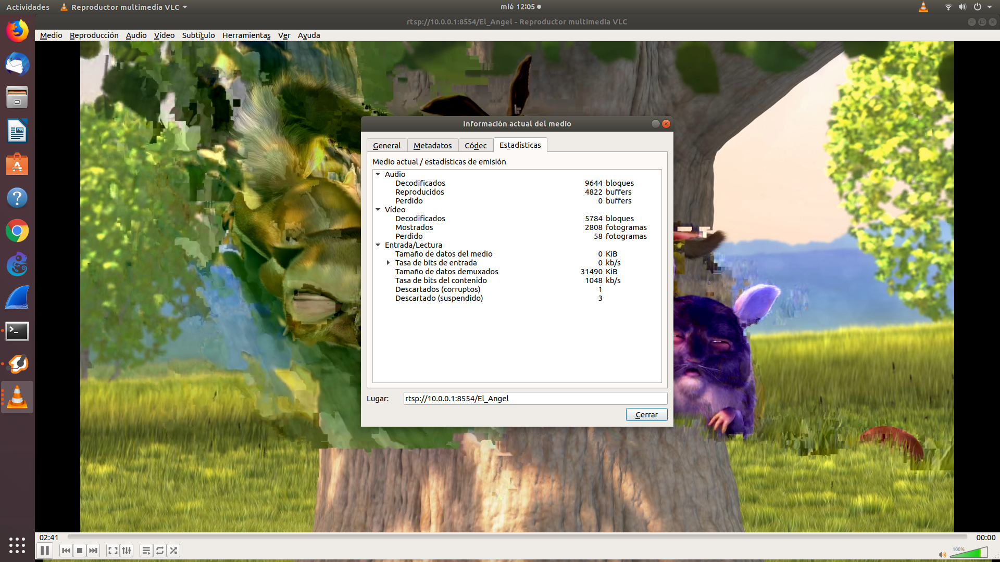 Actividades
Reproductor multimedia VLC
mié 12:05
rtsp://10.0.0.1:8554/El_Angel - Reproductor multimedia VLC
Medio Reproducción Audio Vídeo Subtítulo Herramientas Ver Ayuda
Información actual del medio
General Metadatos Códec Estadísticas
Medio actual / estadísticas de emisión
Audio
Decodificados 9644 bloques
Reproducidos 4822 buffers
Perdido 0 buffers
Vídeo
Decodificados 5784 bloques
Mostrados 2808 fotogramas
Perdido 58 fotogramas
Entrada/Lectura
Tamaño de datos del medio 0 KiB
Tasa de bits de entrada 0 kb/s
Tamaño de datos demuxados 31490 KiB
Tasa de bits del contenido 1048 kb/s
Descartados (corruptos) 1
Descartado (suspendido) 3
Lugar: rtsp://10.0.0.1:8554/El_Angel
Cerrar
02:41 00:00
100%